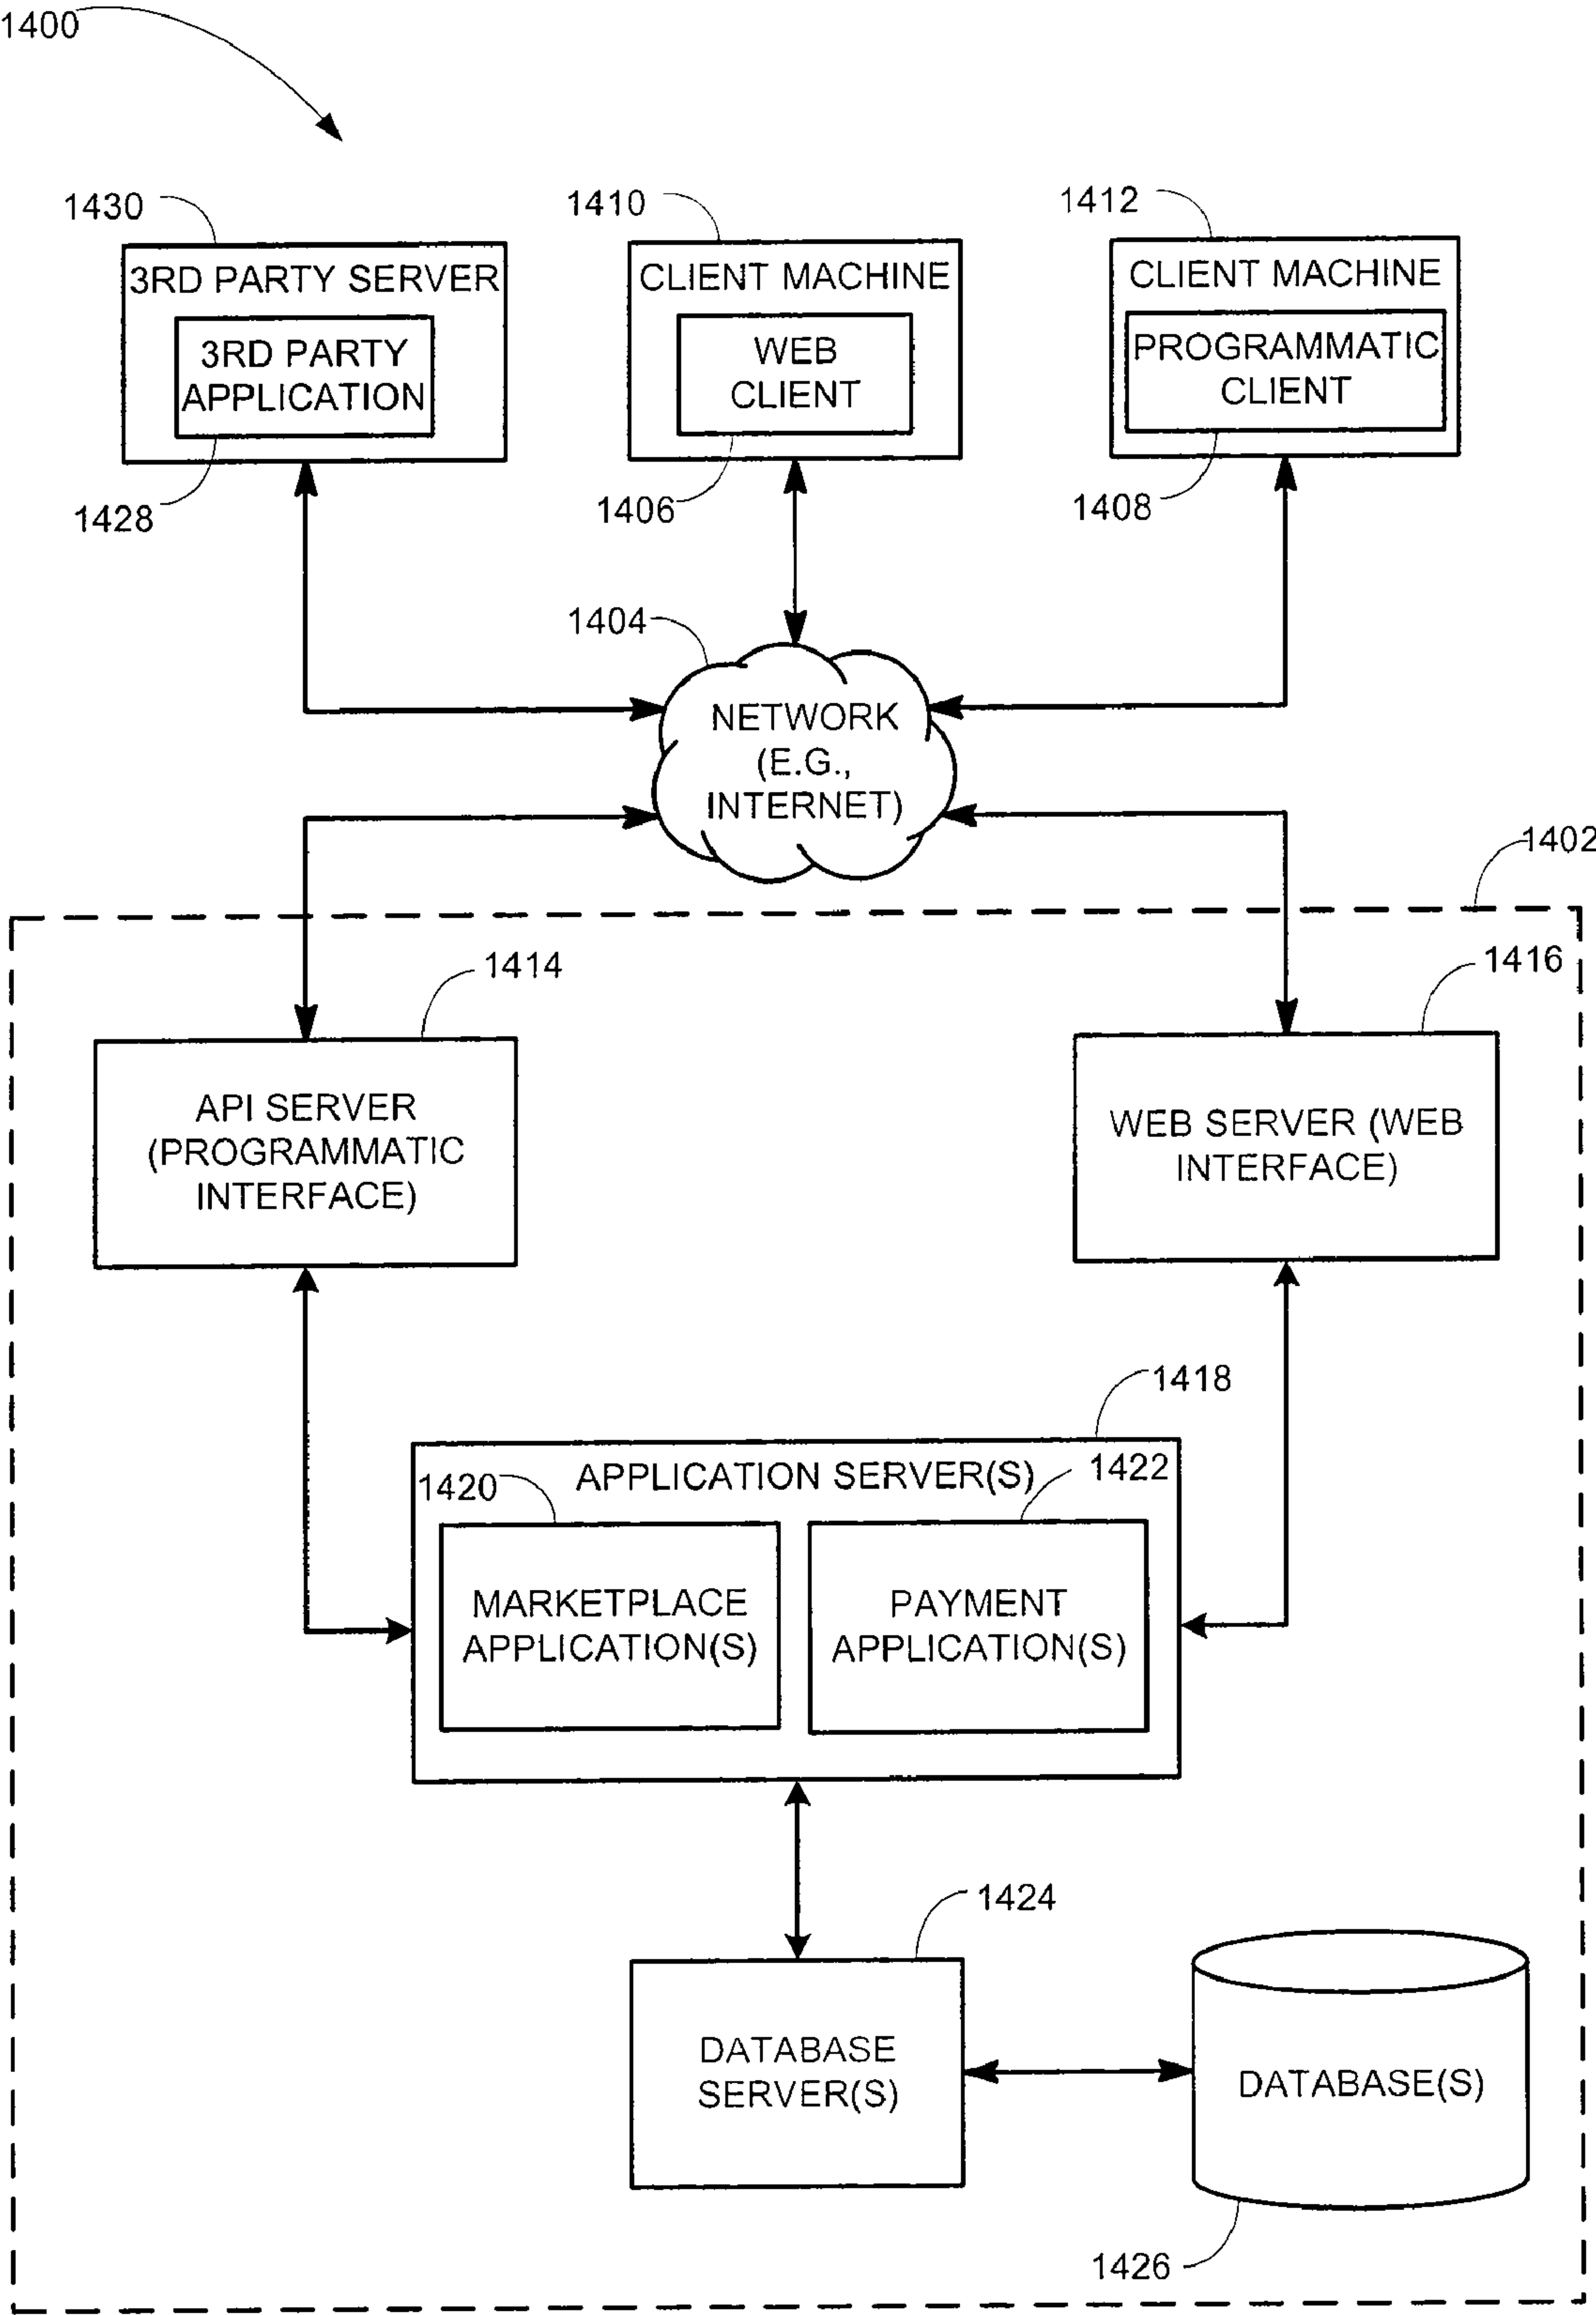 1400
1430
1410
1412
3RD PARTY SERVER
CLIENT MACHINE
CLIENT MACHINE
3RD PARTY
APPLICATION
WEB
CLIENT
PROGRAMMATIC
CLIENT
1428
1406
1408
1404
NETWORK
(E.G.,
INTERNET)
1402
1414
1416
API SERVER
(PROGRAMMATIC
INTERFACE)
WEB SERVER (WEB
INTERFACE)
1418
APPLICATION SERVER(S)
1420
1422
MARKETPLACE
APPLICATION(S)
PAYMENT
APPLICATION(S)
1424
DATABASE
SERVER(S)
DATABASE(S)
1426